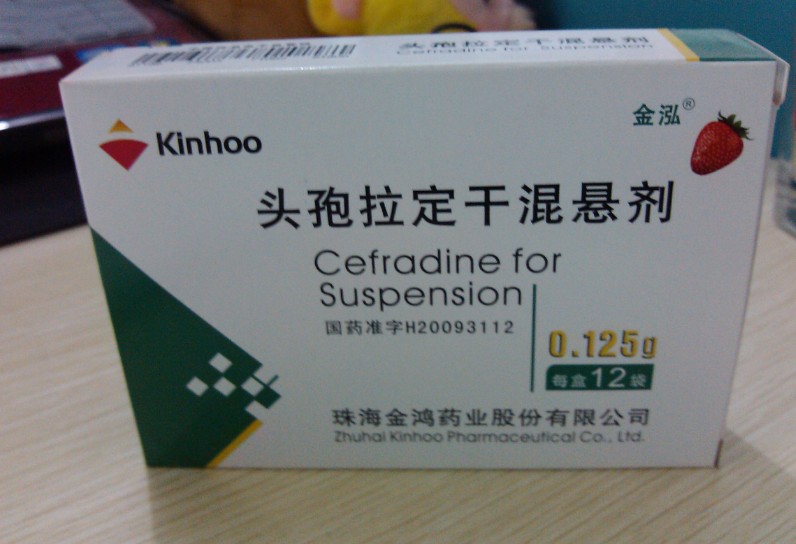 头孢拉定干混悬剂
Cefradine for Suspension
Kinhoo
金泓®
头孢拉定干混悬剂
Cefradine for
Suspension
国药准字H20093112
0.125g
每盒12袋
珠海金鸿药业股份有限公司
Zhuhai Kinhoo Pharmaceutical Co., Ltd.